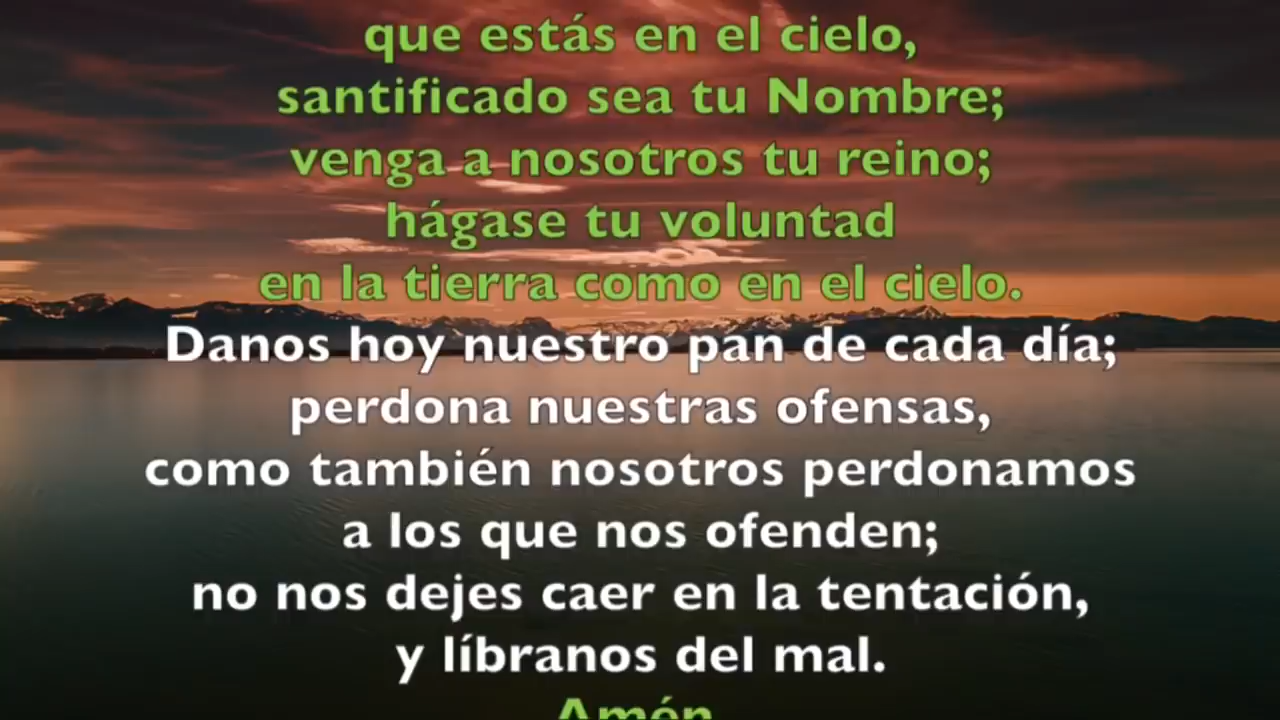 que estás en el cielo,
santificado sea tu Nombre;
venga a nosotros tu reino;
hágase tu voluntad
en la tierra como en el cielo.
Danos hoy nuestro pan de cada día;
perdona nuestras ofensas,
como también nosotros perdonamos
a los que nos ofenden;
no nos dejes caer en la tentación,
y líbranos del mal.
Amén